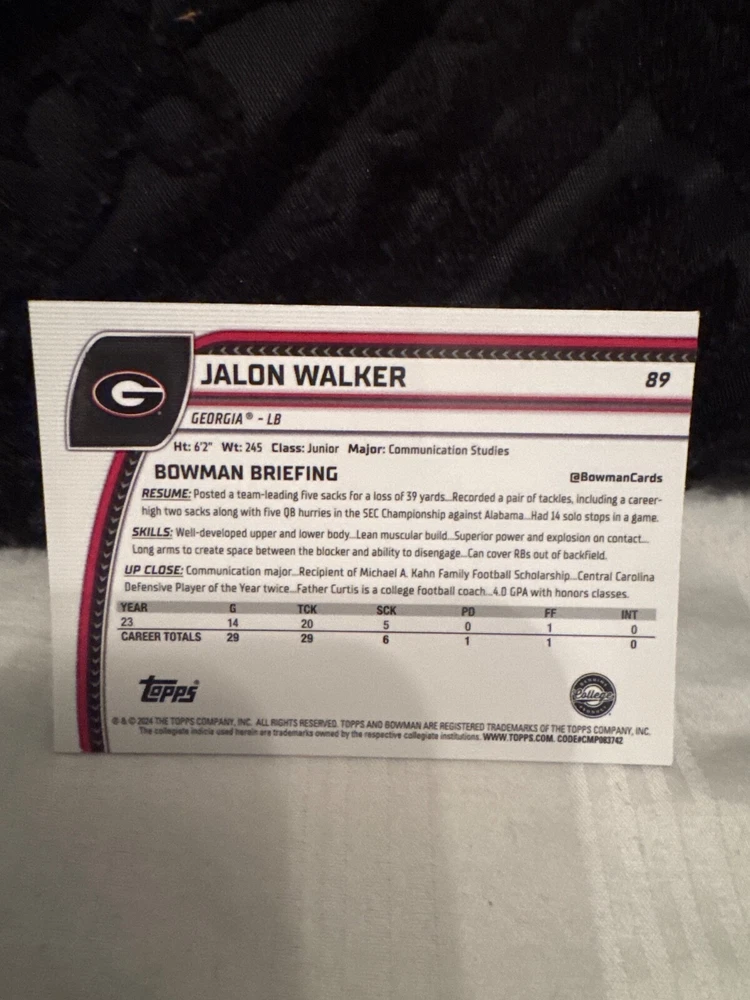 G
JALON WALKER 89
GEORGIA® - LB
Ht: 6'2" Wt: 245 Class: Junior Major: Communication Studies
BOWMAN BRIEFING @BowmanCards
RESUME: Posted a team-leading five sacks for a loss of 39 yards...Recorded a pair of tackles, including a career-
high two sacks along with five QB hurries in the SEC Championship against Alabama...Had 14 solo stops in a game.
SKILLS: Well-developed upper and lower body...Lean muscular build...Superior power and explosion on contact...
Long arms to create space between the blocker and ability to disengage...Can cover RBs out of backfield.
UP CLOSE: Communication major...Recipient of Michael A. Kahn Family Football Scholarship...Central Carolina
Defensive Player of the Year twice...Father Curtis is a college football coach...4.0 GPA with honors classes.
YEAR G TCK SCK PD FF INT
23 14 20 5 0 1 0
CAREER TOTALS 29 29 6 1 1 0
Topps College
® & © 2024 THE TOPPS COMPANY, INC. ALL RIGHTS RESERVED. TOPPS AND BOWMAN ARE REGISTERED TRADEMARKS OF THE TOPPS COMPANY, INC.
The collegiate indicia used herein are trademarks owned by the respective collegiate institutions. WWW.TOPPS.COM. CODE#CMP083742